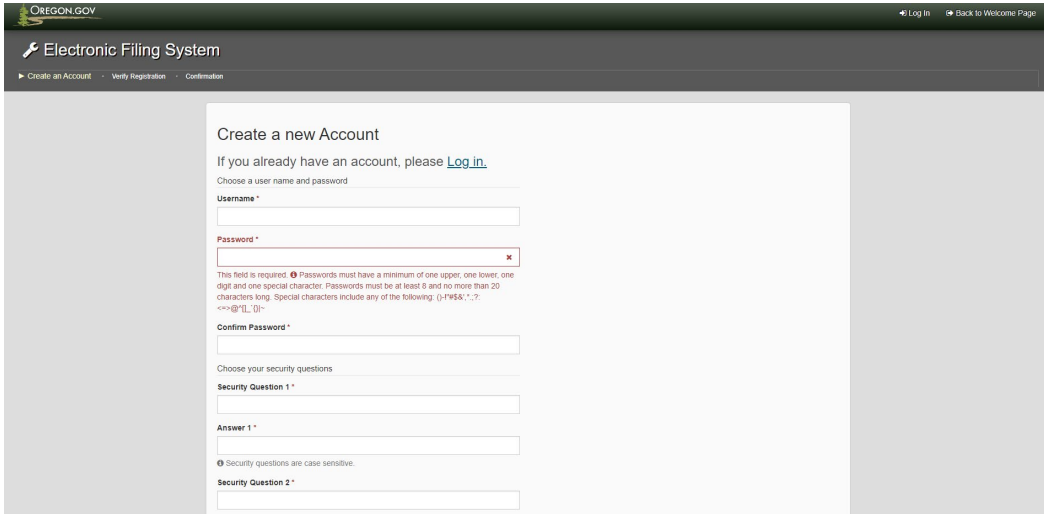 OREGON.GOV
Log In Back to Welcome Page
Electronic Filing System
Create an Account · Verify Registration · Confirmation
Create a new Account
If you already have an account, please Log in.
Choose a user name and password
Username *
Password *
This field is required. Passwords must have a minimum of one upper, one lower, one
digit and one special character. Passwords must be at least 8 and no more than 20
characters long. Special characters include any of the following: ()-!"#$&',*.;?:
<=>@^[]_`{}|~
Confirm Password *
Choose your security questions
Security Question 1 *
Answer 1 *
Security questions are case sensitive.
Security Question 2 *